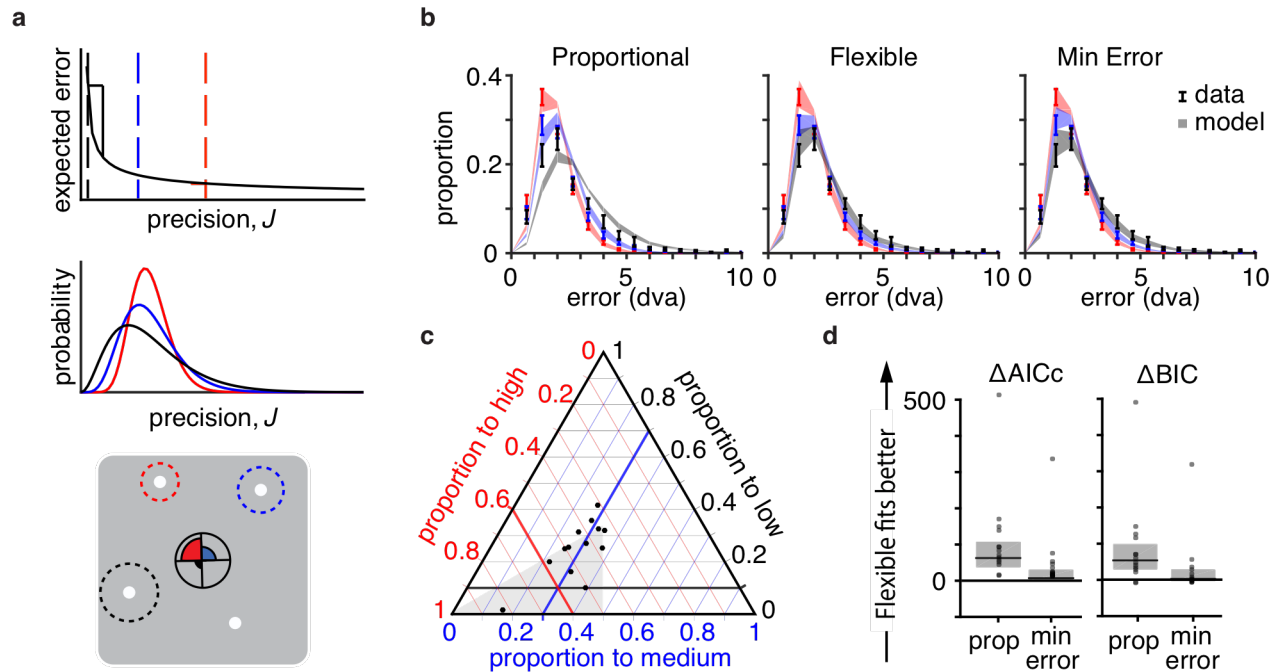 a
expected error
precision, J
probability
precision, J
b
Proportional
Flexible
Min Error
proportion
0.4
0.2
0
0 5 10
error (dva)
0 5 10
error (dva)
0 5 10
error (dva)
data
model
c
proportion to high
0
0.2
0.4
0.6
0.8
1
proportion to low
1
0.8
0.6
0.4
0.2
0
0 0.2 0.4 0.6 0.8 1
proportion to medium
d
Flexible fits better
ΔAICc
ΔBIC
500
0
prop
min
error
prop
min
error